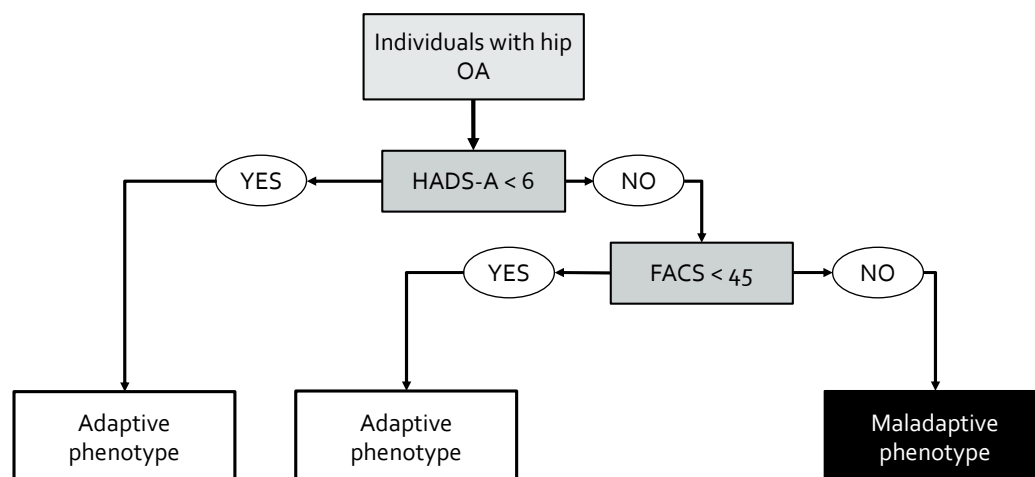 Individuals with hip
OA
YES
HADS-A < 6
NO
YES
FACS < 45
NO
Adaptive
phenotype
Adaptive
phenotype
Maladaptive
phenotype